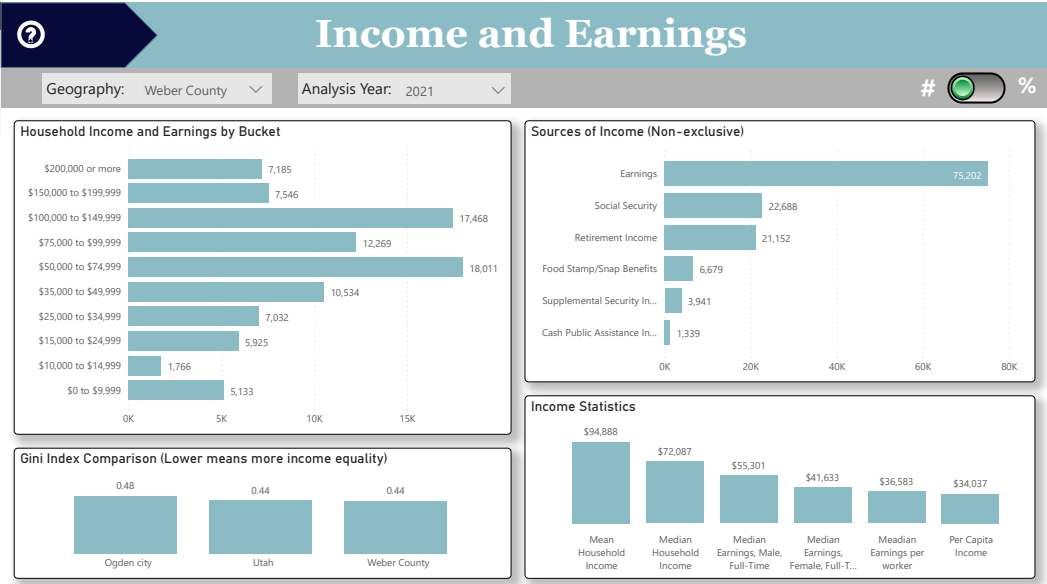 Income and Earnings
Geography: Weber County
Analysis Year: 2021
# %
Household Income and Earnings by Bucket
$200,000 or more 7,185
$150,000 to $199,999 7,546
$100,000 to $149,999 17,468
$75,000 to $99,999 12,269
$50,000 to $74,999 18,011
$35,000 to $49,999 10,534
$25,000 to $34,999 7,032
$15,000 to $24,999 5,925
$10,000 to $14,999 1,766
$0 to $9,999 5,133
0K 5K 10K 15K
Gini Index Comparison (Lower means more income equality)
0.48 0.44 0.44
Ogden city Utah Weber County
Sources of Income (Non-exclusive)
Earnings 75,202
Social Security 22,688
Retirement Income 21,152
Food Stamp/Snap Benefits 6,679
Supplemental Security In... 3,941
Cash Public Assistance In... 1,339
0K 20K 40K 60K 80K
Income Statistics
$94,888
$72,087
$55,301
$41,633
$36,583
$34,037
Mean
Household
Income
Median
Household
Income
Median
Earnings, Male,
Full-Time
Median
Earnings,
Female, Full-T...
Meadian
Earnings per
worker
Per Capita
Income